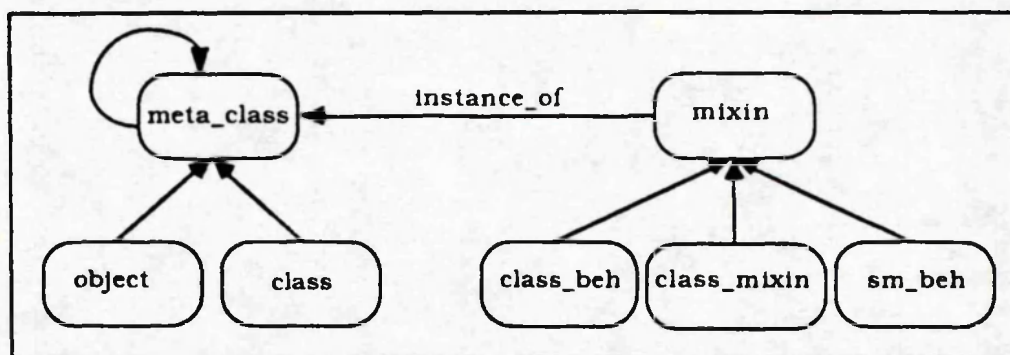 instance_of
meta_class
mixin
object
class
class_beh
class_mixin
sm_beh